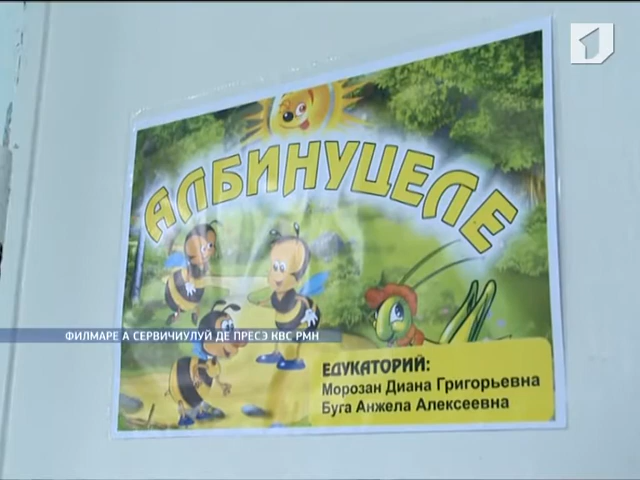 АЛБИНУЦЕЛЕ
ФИЛМАРЕ А СЕРВИЧИУЛУЙ ДЕ ПРЕСЭ КВС РМН
ЕДУКАТОРИЙ:
Морозан Диана Григорьевна
Буга Анжела Алексеевна